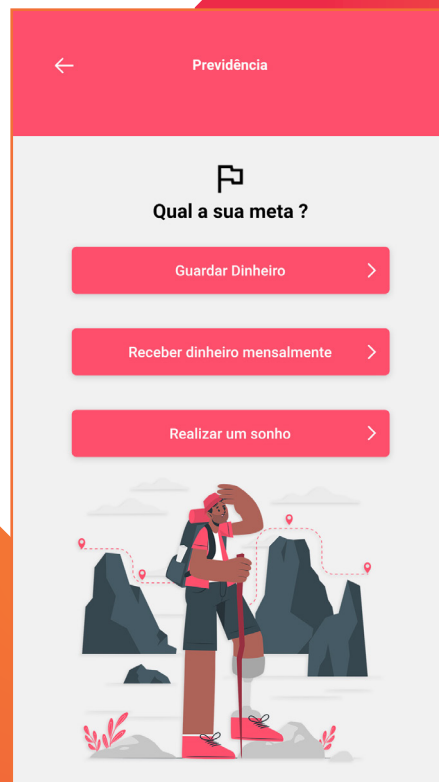 Previdência
Qual a sua meta ?
Guardar Dinheiro
Receber dinheiro mensalmente
Realizar um sonho